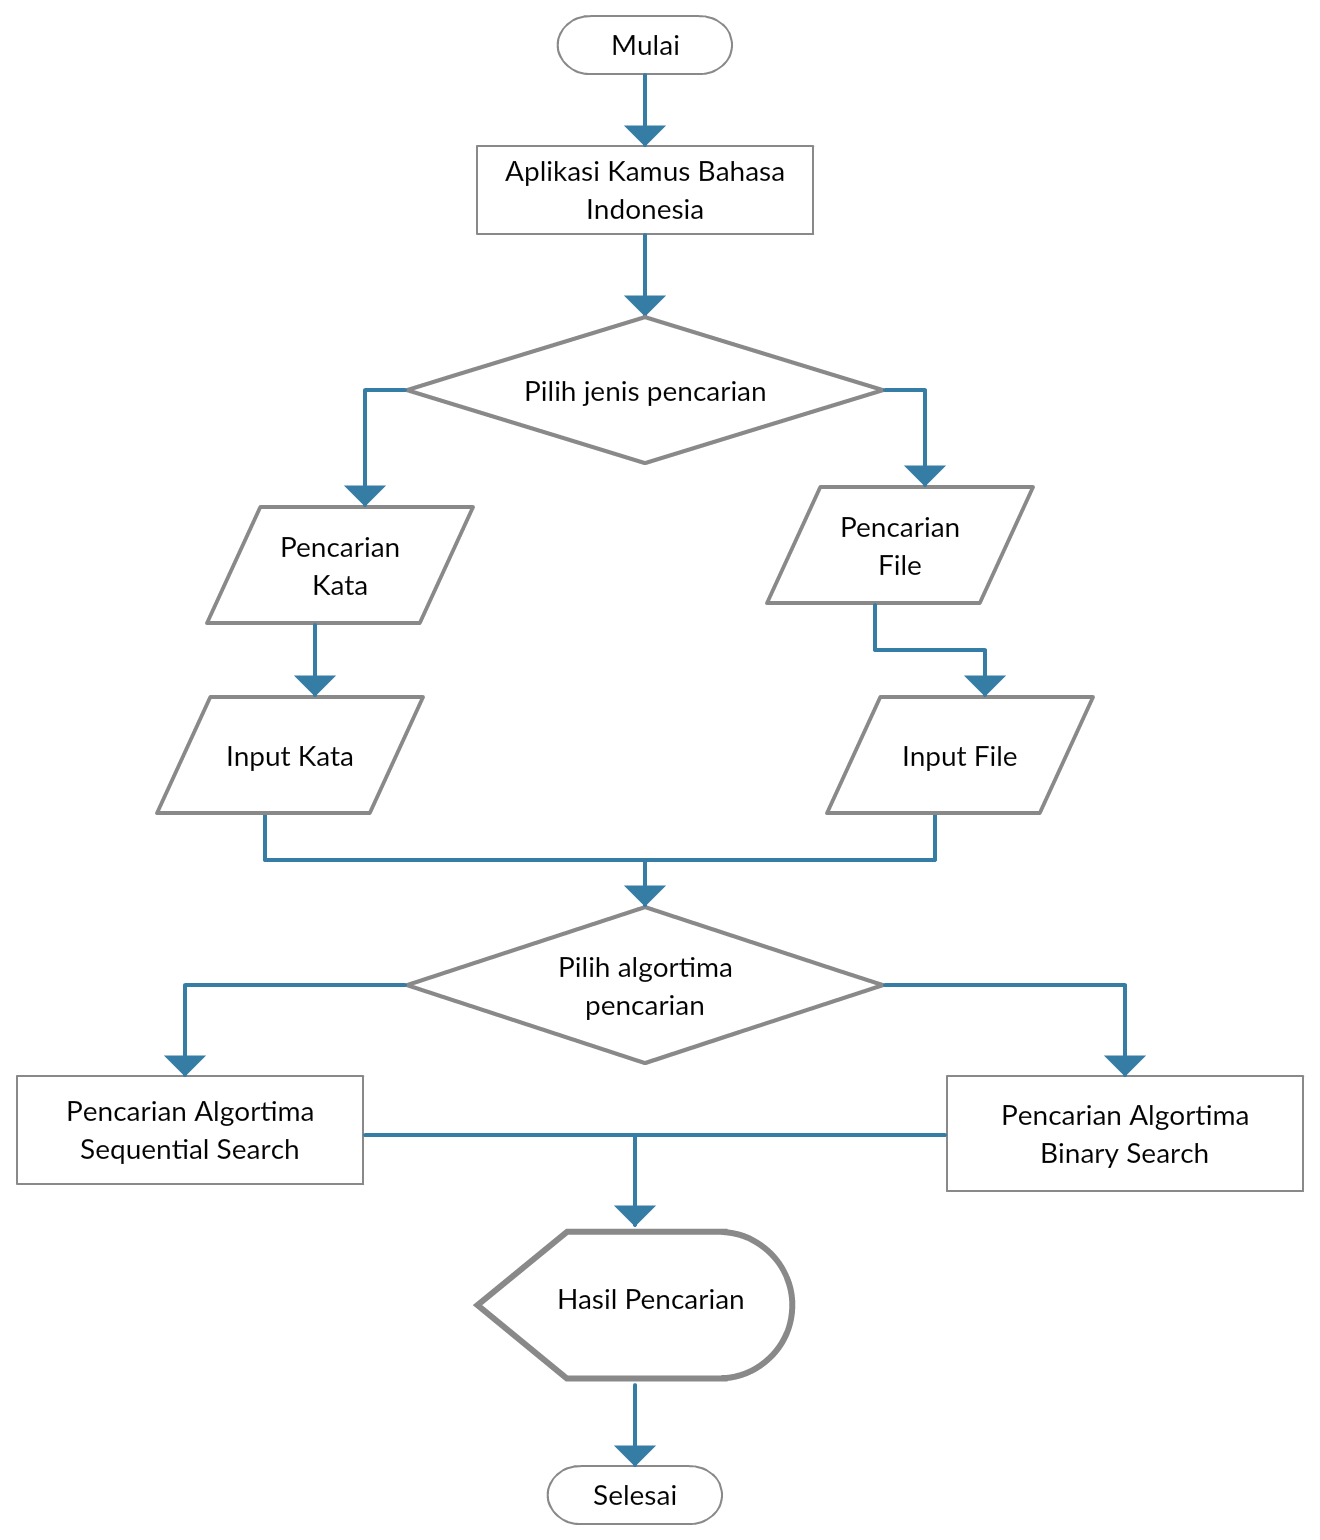 Mulai
Aplikasi Kamus Bahasa
Indonesia
Pilih jenis pencarian
Pencarian
Kata
Pencarian
File
Input Kata
Input File
Pilih algortima
pencarian
Pencarian Algortima
Sequential Search
Pencarian Algortima
Binary Search
Hasil Pencarian
Selesai